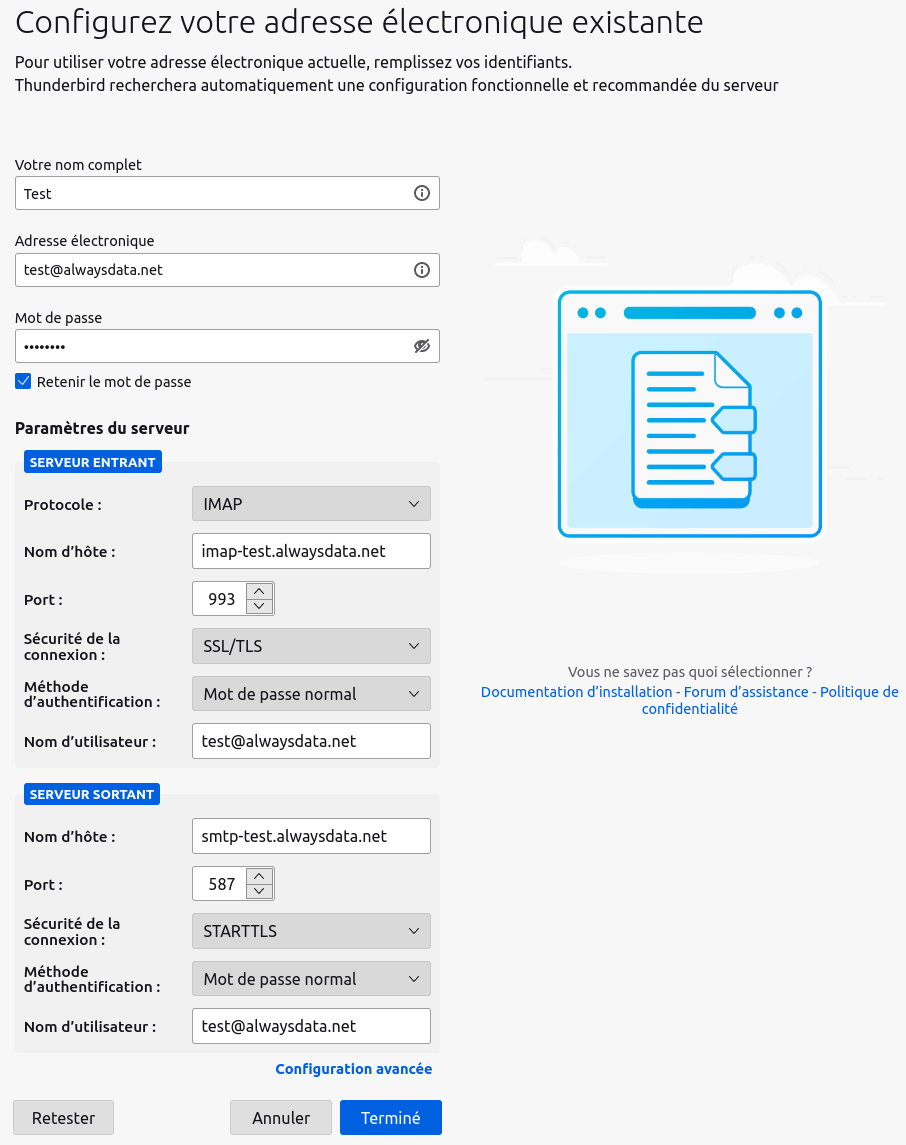 Configurez votre adresse électronique existante
Pour utiliser votre adresse électronique actuelle, remplissez vos identifiants.
Thunderbird recherchera automatiquement une configuration fonctionnelle et recommandée du serveur
Votre nom complet
Test
Adresse électronique
test@alwaysdata.net
Mot de passe
••••••••
Retenir le mot de passe
Paramètres du serveur
SERVEUR ENTRANT
Protocole :
IMAP
Nom d’hôte :
imap-test.alwaysdata.net
Port :
993
Sécurité de la
connexion :
SSL/TLS
Méthode
d’authentification :
Mot de passe normal
Nom d’utilisateur :
test@alwaysdata.net
SERVEUR SORTANT
Nom d’hôte :
smtp-test.alwaysdata.net
Port :
587
Sécurité de la
connexion :
STARTTLS
Méthode
d’authentification :
Mot de passe normal
Nom d’utilisateur :
test@alwaysdata.net
Configuration avancée
Retester
Annuler
Terminé
Vous ne savez pas quoi sélectionner ?
Documentation d’installation - Forum d’assistance - Politique de
confidentialité